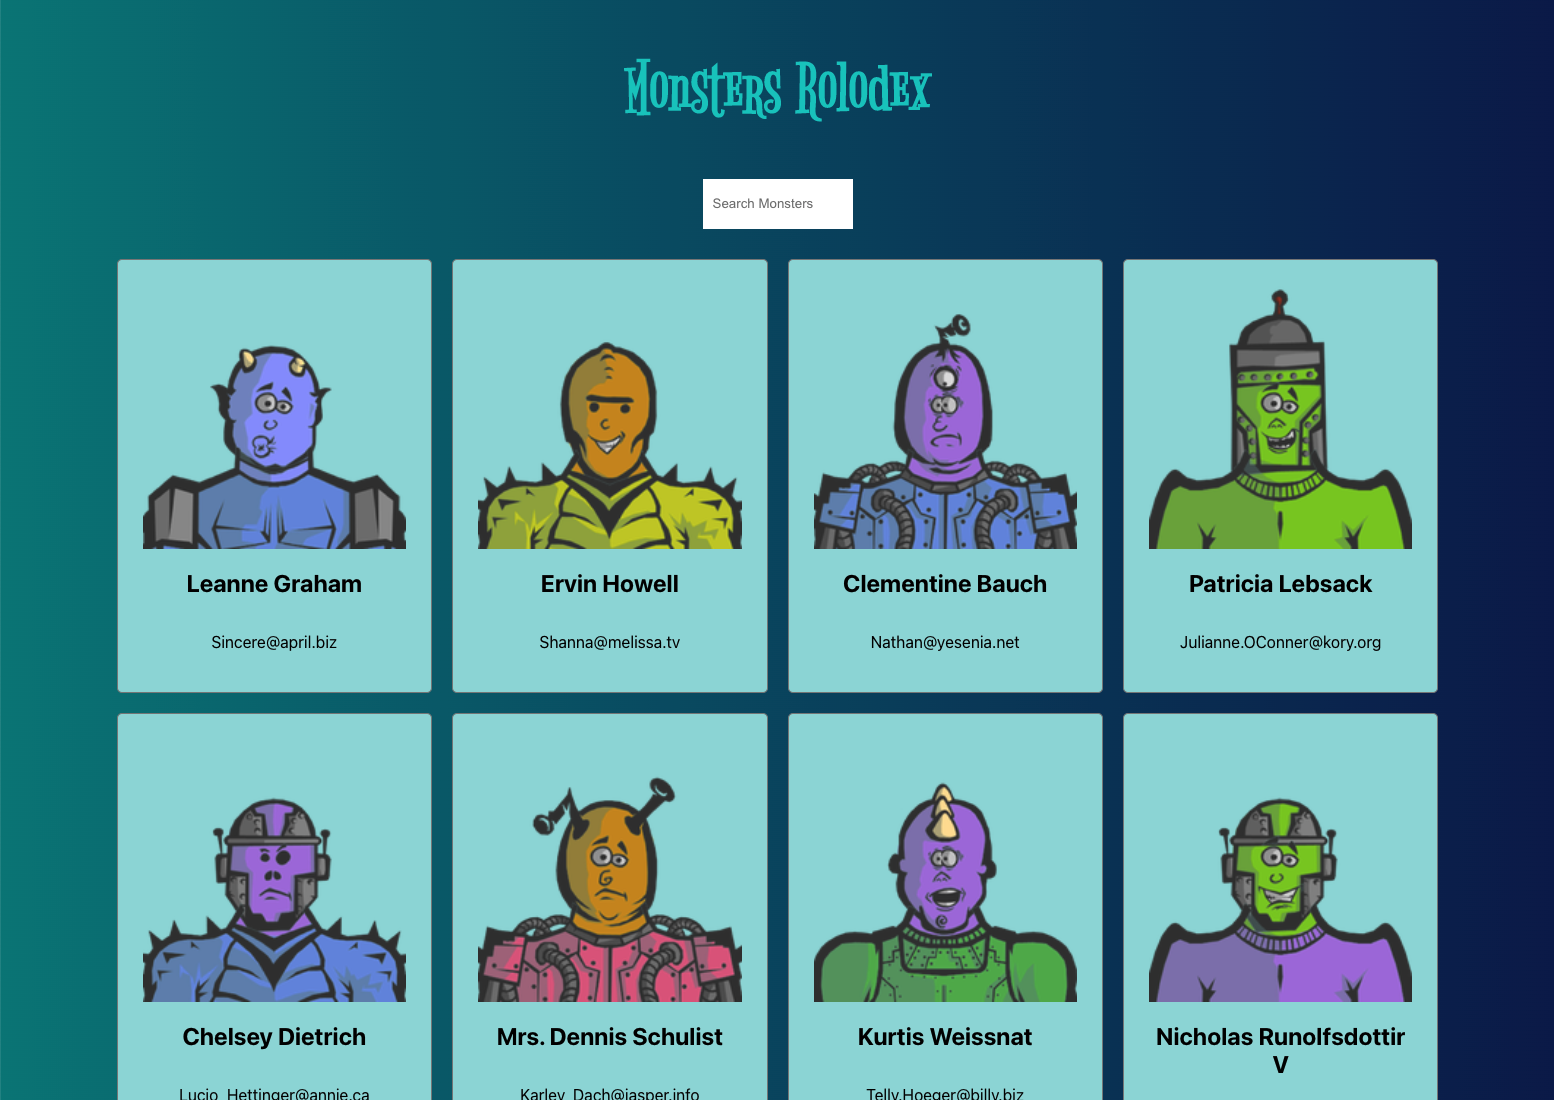 Monsters Rolodex
Search Monsters
Leanne Graham
Sincere@april.biz
Ervin Howell
Shanna@melissa.tv
Clementine Bauch
Nathan@yesenia.net
Patricia Lebsack
Julianne.OConner@kory.org
Chelsey Dietrich
Lucio_Hettinger@annie.ca
Mrs. Dennis Schulist
Karley_Dach@jasper.info
Kurtis Weissnat
Telly.Hoeger@billy.biz
Nicholas Runolfsdottir
V